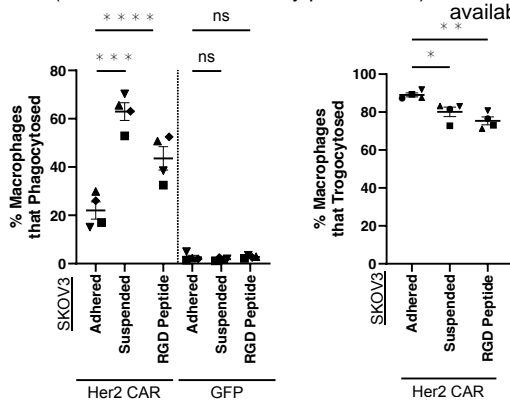 availab
* * * *
ns
* * *
ns
80
60
40
20
0
% Macrophages
that Phagocytosed
SKOV3
Adhered
Suspended
RGD Peptide
Adhered
Suspended
RGD Peptide
Her2 CAR
GFP
* *
*
100
80
60
40
20
0
% Macrophages
that Trogocytosed
SKOV3
Adhered
Suspended
RGD Peptide
Her2 CAR